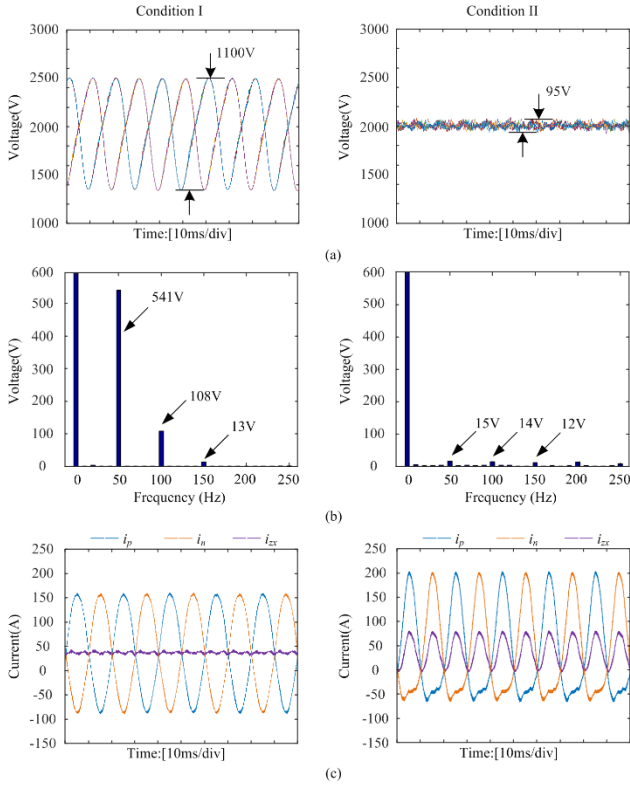 Condition I
Condition II
3000
2500
2000
1500
1000
Voltage(V)
1100V
Time:[10ms/div]
3000
2500
2000
1500
1000
Voltage(V)
95V
Time:[10ms/div]
(a)
600
500
400
300
200
100
0
Voltage(V)
541V
108V
13V
0 50 100 150 200 250
Frequency (Hz)
600
500
400
300
200
100
0
Voltage(V)
15V 14V 12V
0 50 100 150 200 250
Frequency (Hz)
(b)
ip in izx
250
200
150
100
50
0
-50
-100
-150
Current(A)
Time:[10ms/div]
ip in izx
250
200
150
100
50
0
-50
-100
-150
Current(A)
Time:[10ms/div]
(c)